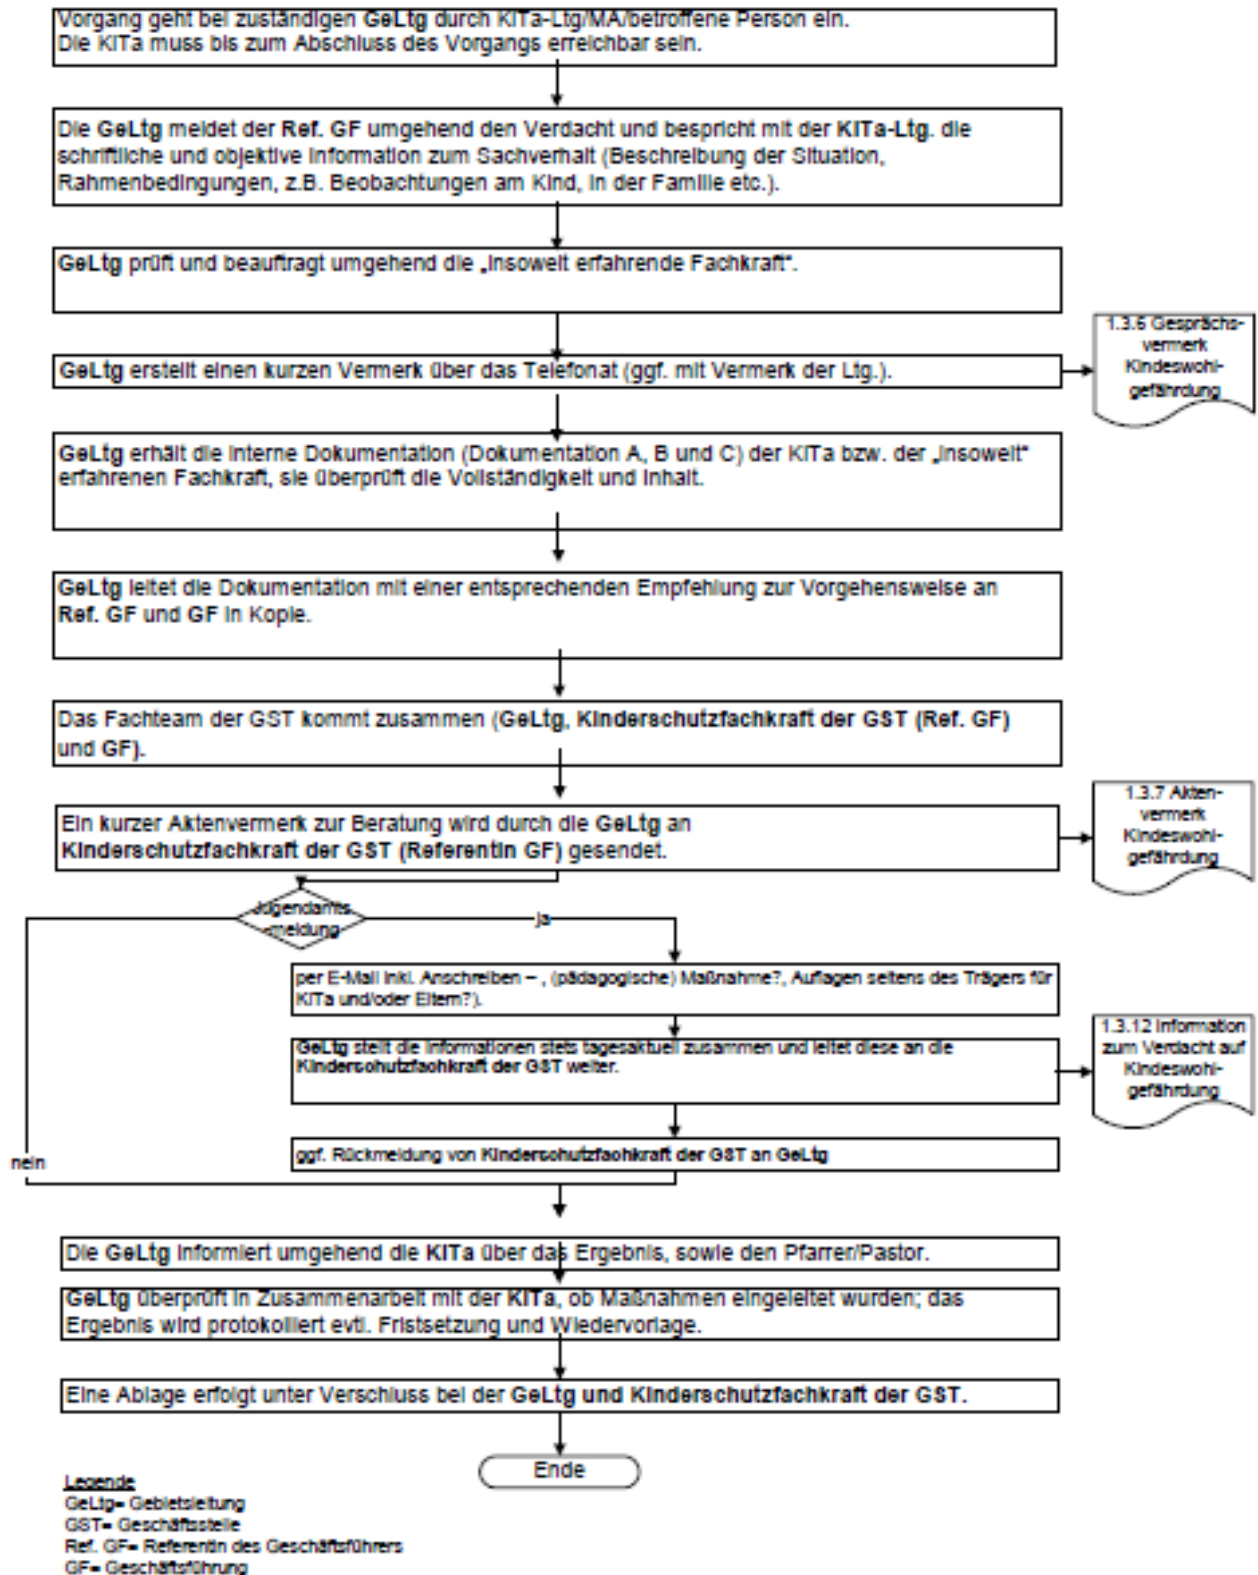 Vorgang geht bei zuständigen GeLtg durch KiTa-Ltg/MA/betroffene Person ein.
Die KiTa muss bis zum Abschluss des Vorgangs erreichbar sein.
Die GeLtg meldet der Ref. GF umgehend den Verdacht und bespricht mit der KiTa-Ltg. die
schriftliche und objektive Information zum Sachverhalt (Beschreibung der Situation,
Rahmenbedingungen, z.B. Beobachtungen am Kind, in der Familie etc.).
GeLtg prüft und beauftragt umgehend die „insoweit erfahrende Fachkraft“.
GeLtg erstellt einen kurzen Vermerk über das Telefonat (ggf. mit Vermerk der Ltg.).
1.3.6 Gesprächs-
vermerk
Kindeswohl-
gefährdung
GeLtg erhält die interne Dokumentation (Dokumentation A, B und C) der KiTa bzw. der „insoweit“
erfahrenen Fachkraft, sie überprüft die Vollständigkeit und Inhalt.
GeLtg leitet die Dokumentation mit einer entsprechenden Empfehlung zur Vorgehensweise an
Ref. GF und GF in Kopie.
Das Fachteam der GST kommt zusammen (GeLtg, Kinderschutzfachkraft der GST (Ref. GF)
und GF).
Ein kurzer Aktenvermerk zur Beratung wird durch die GeLtg an
Kinderschutzfachkraft der GST (Referentin GF) gesendet.
1.3.7 Akten-
vermerk
Kindeswohl-
gefährdung
Jugendamts
-meldung
ja
per E-Mail inkl. Anschreiben – , (pädagogische) Maßnahme?, Auflagen seitens des Trägers für
KiTa und/oder Eltern?).
GeLtg stellt die Informationen stets tagesaktuell zusammen und leitet diese an die
Kinderschutzfachkraft der GST weiter.
1.3.12 Information
zum Verdacht auf
Kindeswohl-
gefährdung
nein
ggf. Rückmeldung von Kinderschutzfachkraft der GST an GeLtg
Die GeLtg informiert umgehend die KiTa über das Ergebnis, sowie den Pfarrer/Pastor.
GeLtg überprüft in Zusammenarbeit mit der KiTa, ob Maßnahmen eingeleitet wurden; das
Ergebnis wird protokolliert evtl. Fristsetzung und Wiedervorlage.
Eine Ablage erfolgt unter Verschluss bei der GeLtg und Kinderschutzfachkraft der GST.
Ende
Legende
GeLtg= Gebietsleitung
GST= Geschäftsstelle
Ref. GF= Referentin des Geschäftsführers
GF= Geschäftsführung